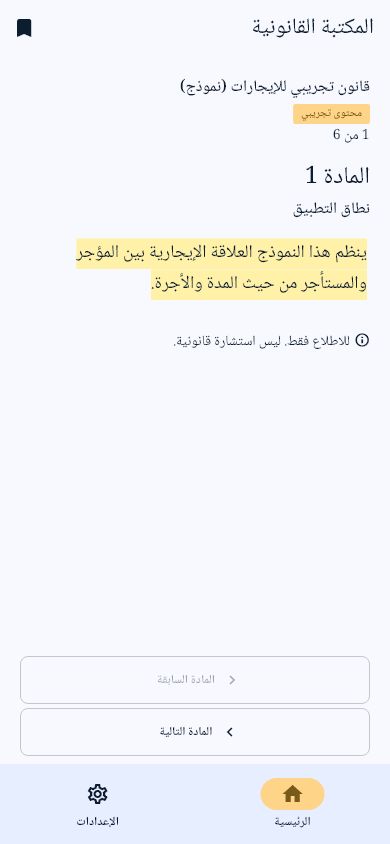 المكتبة القانونية
قانون تجريبي للإيجارات (نموذج)
محتوى تجريبي
1 من 6
المادة 1
نطاق التطبيق
ينظم هذا النموذج العلاقة الإيجارية بين المؤجر
والمستأجر من حيث المدة والأجرة.
للاطلاع فقط. ليس استشارة قانونية.
المادة السابقة
المادة التالية
الرئيسية
الإعدادات